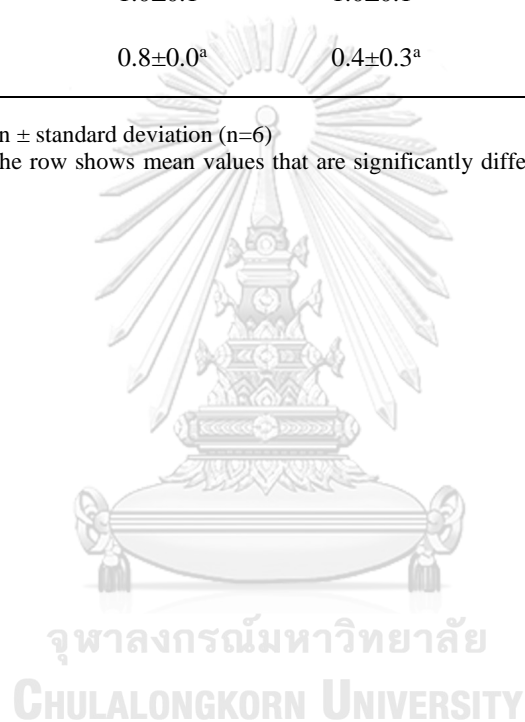 0.8±0.0ᵃ 0.4±0.3ᵃ
n ± standard deviation (n=6)
he row shows mean values that are significantly diffe
จุฬาลงกรณ์มหาวิทยาลัย
CHULALONGKORN UNIVERSITY